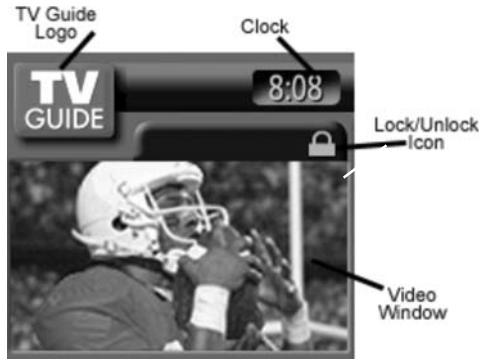 TV Guide
Logo
Clock
TV
GUIDE
8:08
Lock/Unlock
Icon
Video
Window